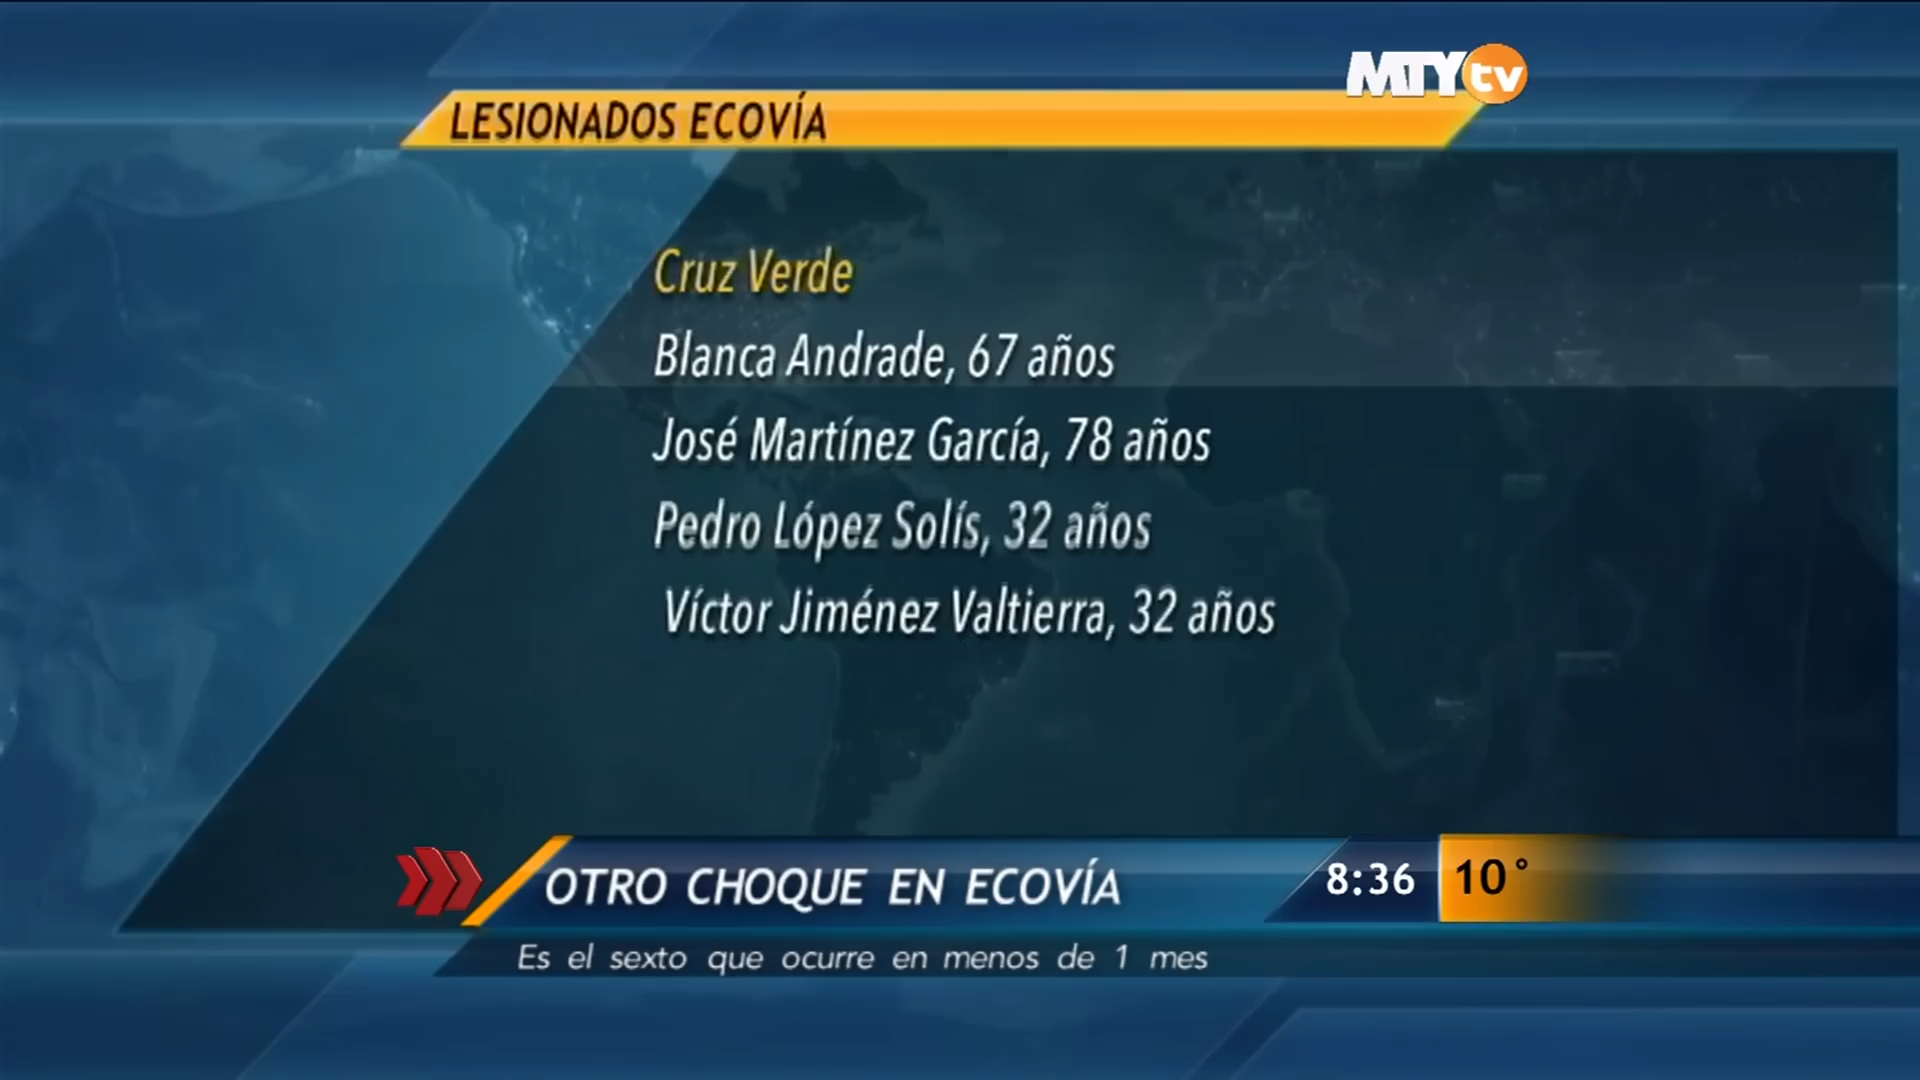 MTYtv
LESIONADOS ECOVÍA
Cruz Verde
Blanca Andrade, 67 años
José Martínez García, 78 años
Pedro López Solís, 32 años
Víctor Jiménez Valtierra, 32 años
OTRO CHOQUE EN ECOVÍA
8:36
10°
Es el sexto que ocurre en menos de 1 mes